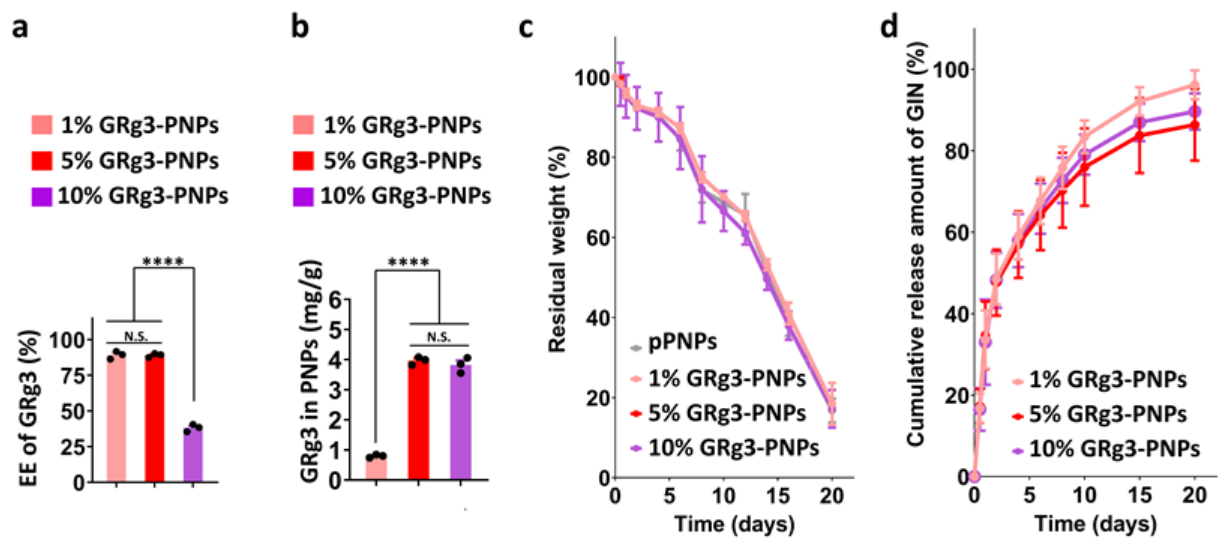 a
1% GRg3-PNPs
5% GRg3-PNPs
10% GRg3-PNPs
****
N.S.
EE of GRg3 (%)
100
75
50
25
0
b
1% GRg3-PNPs
5% GRg3-PNPs
10% GRg3-PNPs
****
N.S.
GRg3 in PNPs (mg/g)
6
5
4
3
2
1
0
c
Residual weight (%)
100
80
60
40
20
0
pPNPs
1% GRg3-PNPs
5% GRg3-PNPs
10% GRg3-PNPs
0 5 10 15 20
Time (days)
d
Cumulative release amount of GIN (%)
100
80
60
40
20
0
1% GRg3-PNPs
5% GRg3-PNPs
10% GRg3-PNPs
0 5 10 15 20
Time (days)